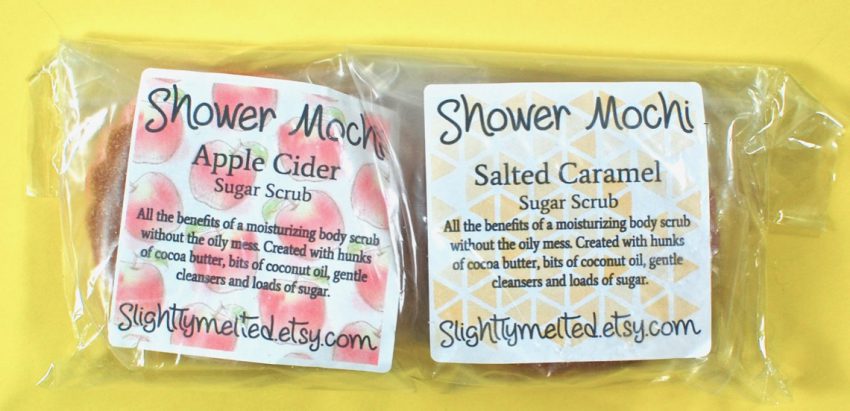 Shower Mochi
Apple Cider
Sugar Scrub
All the benefits of a moisturizing body scrub
without the oily mess. Created with hunks
of cocoa butter, bits of coconut oil, gentle
cleansers and loads of sugar.
Slightlymelted.etsy.com
Shower Mochi
Salted Caramel
Sugar Scrub
All the benefits of a moisturizing body scrub
without the oily mess. Created with hunks
of cocoa butter, bits of coconut oil, gentle
cleansers and loads of sugar.
Slightlymelted.etsy.com